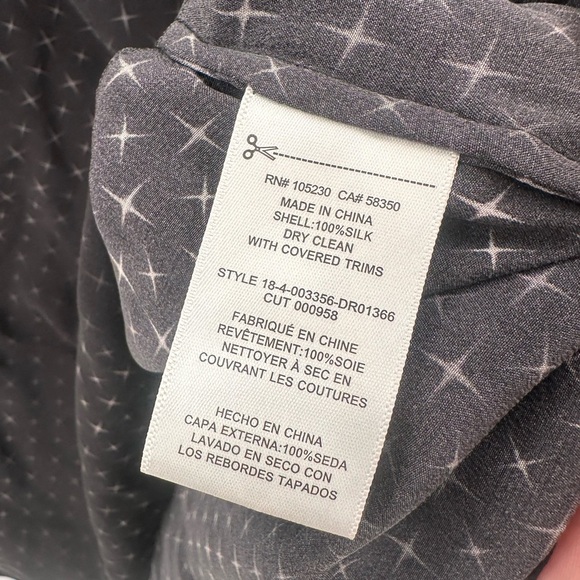 RN# 105230 CA# 58350
MADE IN CHINA
SHELL:100%SILK
DRY CLEAN
WITH COVERED TRIMS
STYLE 18-4-003356-DR01366
CUT 000958
FABRIQUÉ EN CHINE
REVÊTEMENT:100%SOIE
NETTOYER À SEC EN
COUVRANT LES COUTURES
HECHO EN CHINA
CAPA EXTERNA:100%SEDA
LAVADO EN SECO CON
LOS REBORDES TAPADOS